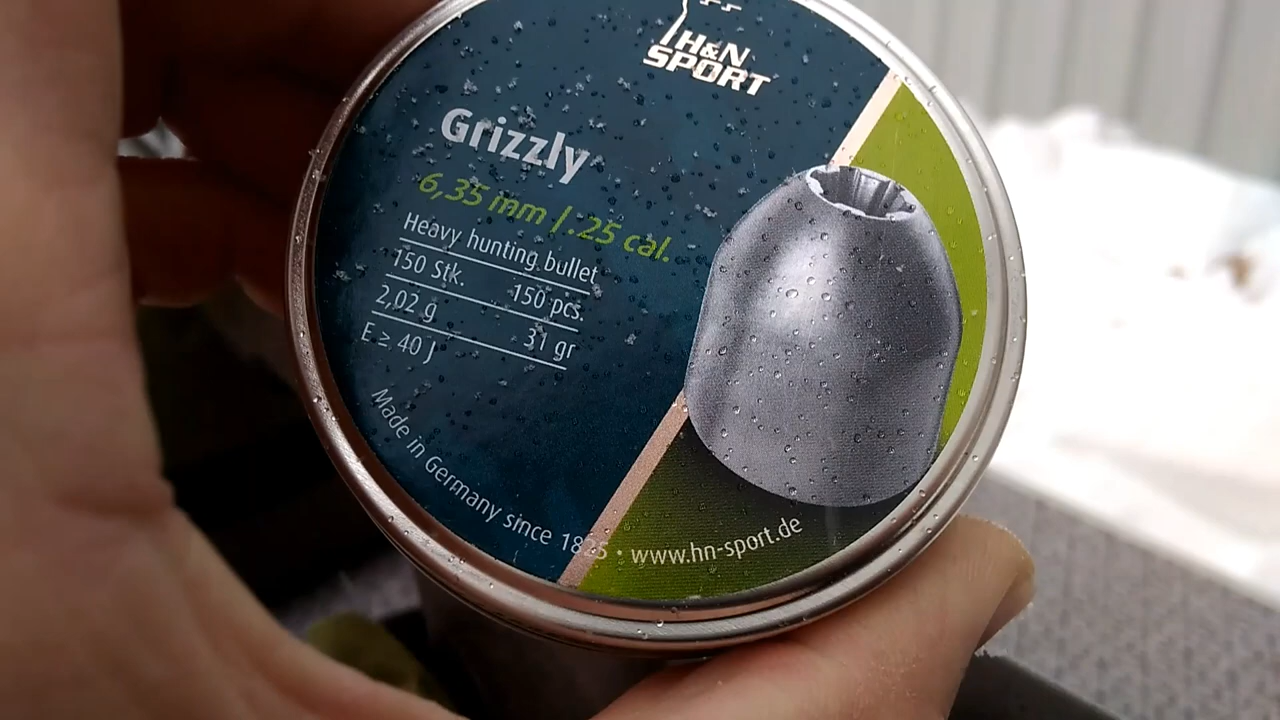 H&N
SPORT
Grizzly
6,35 mm | .25 cal.
Heavy hunting bullet
150 Stk. 150 pcs.
2,02 g 31 gr
E ≥ 40 J
Made in Germany since 1825 • www.hn-sport.de